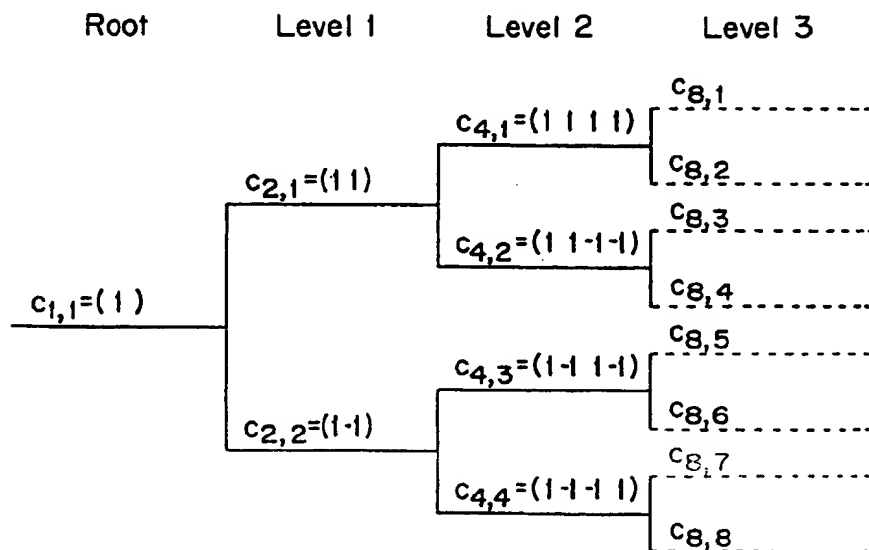 Root Level 1 Level 2 Level 3
c8,1
c4,1=(1 1 1 1)
c8,2
c2,1=(1 1)
c8,3
c4,2=(1 1-1-1)
c8,4
c1,1=(1)
c8,5
c4,3=(1-1 1-1)
c8,6
c2,2=(1-1)
c8,7
c4,4=(1-1-1 1)
c8,8